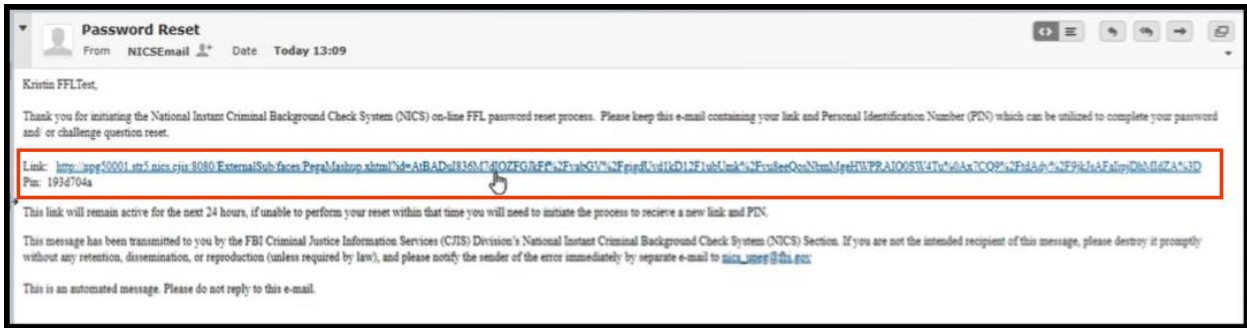 Password Reset
From NICSEmail Date Today 13:09
Kristin FFLTest,
Thank you for initiating the National Instant Criminal Background Check System (NICS) on-line FFL password reset process. Please keep this e-mail containing your link and Personal Identification Number (PIN) which can be utilized to complete your password
and/ or challenge question reset.
Link:
Pin: 193d704a
This link will remain active for the next 24 hours, if unable to perform your reset within that time you will need to initiate the process to recieve a new link and PIN.
This message has been transmitted to you by the FBI Criminal Justice Information Services (CJIS) Division's National Instant Criminal Background Check System (NICS) Section. If you are not the intended recipient of this message, please destroy it promptly
without any retention, dissemination, or reproduction (unless required by law), and please notify the sender of the error immediately by separate e-mail to
This is an automated message. Please do not reply to this e-mail.